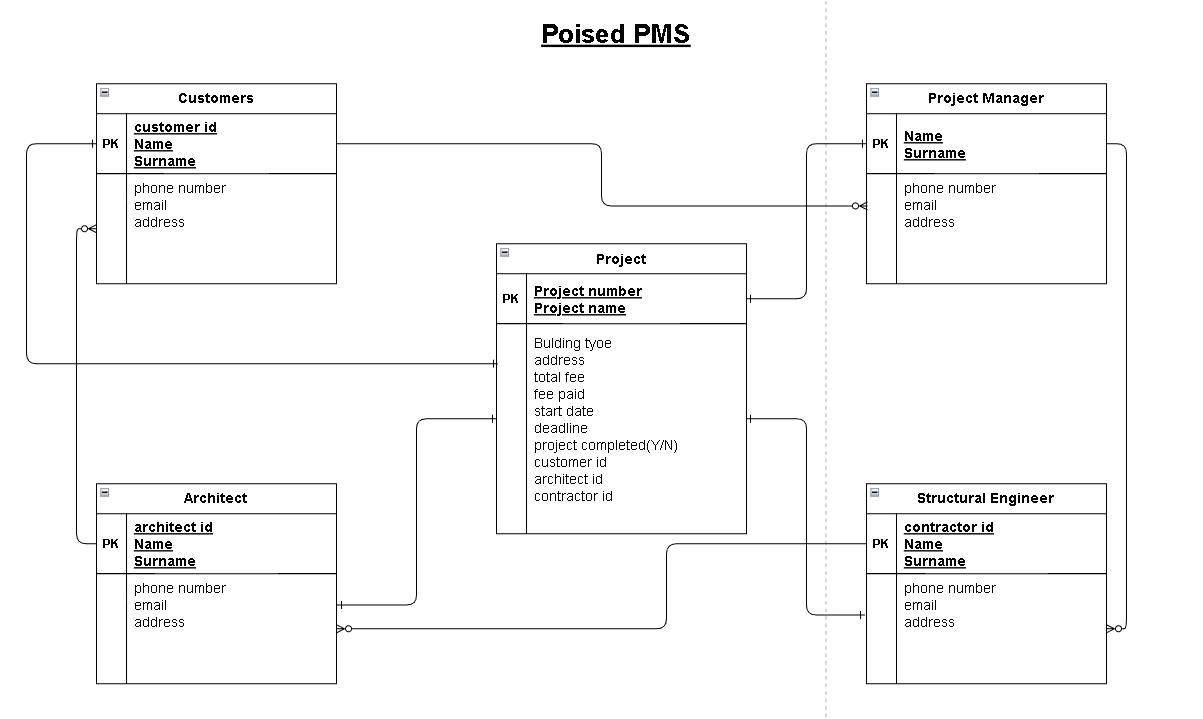 Poised PMS
Customers
PK
customer id
Name
Surname
phone number
email
address
Project Manager
PK
Name
Surname
phone number
email
address
Project
PK
Project number
Project name
Bulding tyoe
address
total fee
fee paid
start date
deadline
project completed(Y/N)
customer id
architect id
contractor id
Architect
PK
architect id
Name
Surname
phone number
email
address
Structural Engineer
PK
contractor id
Name
Surname
phone number
email
address